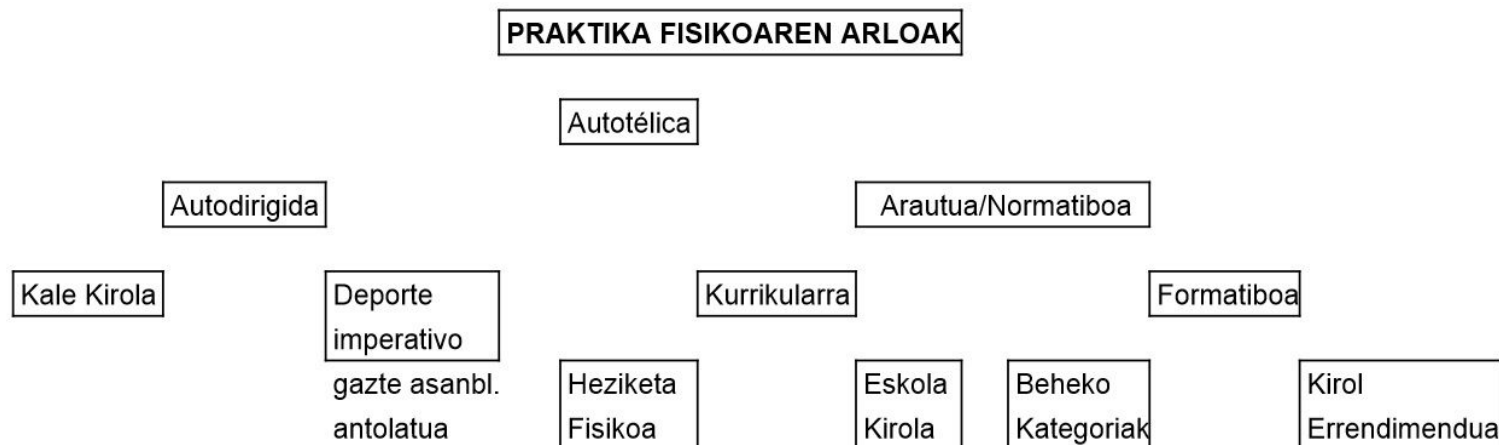 PRAKTIKA FISIKOAREN ARLOAK
Autotélica
Autodirigida
Arautua/Normatiboa
Kale Kirola
Deporte
imperativo
gazte asanbl.
antolatua
Kurrikularra
Formatiboa
Heziketa
Fisikoa
Eskola
Kirola
Beheko
Kategoriak
Kirol
Errendimendua